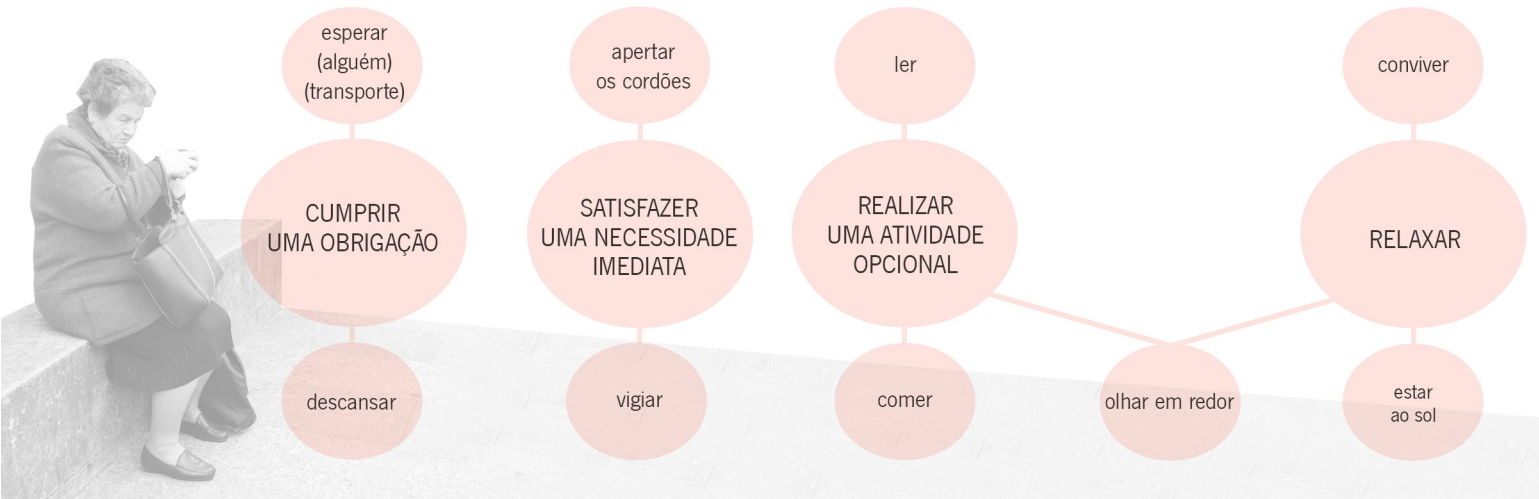 esperar
(alguém)
(transporte)
CUMPRIR
UMA OBRIGAÇÃO
descansar
apertar
os cordões
SATISFAZER
UMA NECESSIDADE
IMEDIATA
vigiar
ler
REALIZAR
UMA ATIVIDADE
OPCIONAL
comer
olhar em redor
conviver
RELAXAR
estar
ao sol